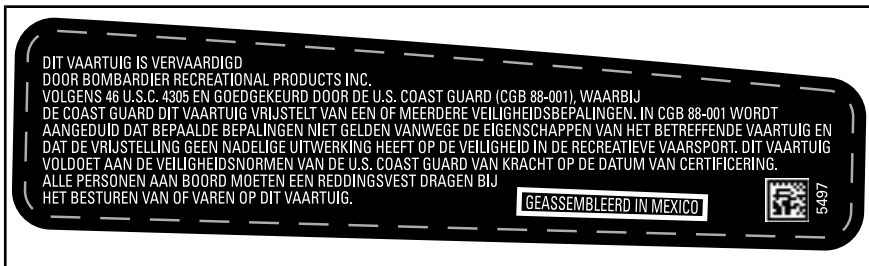 DIT VAARTUIG IS VERVAARDIGD
DOOR BOMBARDIER RECREATIONAL PRODUCTS INC.
VOLGENS 46 U.S.C. 4305 EN GOEDGEKEURD DOOR DE U.S. COAST GUARD (CGB 88-001), WAARBIJ
DE COAST GUARD DIT VAARTUIG VRIJSTELT VAN EEN OF MEERDERE VEILIGHEIDSBEPALINGEN. IN CGB 88-001 WORDT
AANGEDUID DAT BEPAALDE BEPALINGEN NIET GELDEN VANWEGE DE EIGENSCHAPPEN VAN HET BETREFFENDE VAARTUIG EN
DAT DE VRIJSTELLING GEEN NADELIGE UITWERKING HEEFT OP DE VEILIGHEID IN DE RECREATIEVE VAARSPORT. DIT VAARTUIG
VOLDOET AAN DE VEILIGHEIDSNORMEN VAN DE U.S. COAST GUARD VAN KRACHT OP DE DATUM VAN CERTIFICERING.
ALLE PERSONEN AAN BOORD MOETEN EEN REDDINGSVEST DRAGEN BIJ
HET BESTUREN VAN OF VAREN OP DIT VAARTUIG.
GEASSEMBLEERD IN MEXICO
5497